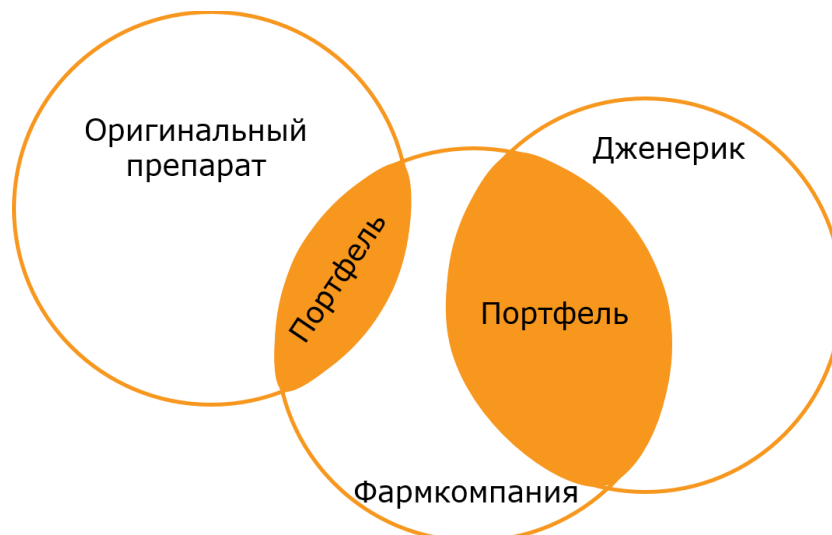 Оригинальный
препарат
Дженерик
Портфель
Портфель
Фармкомпания